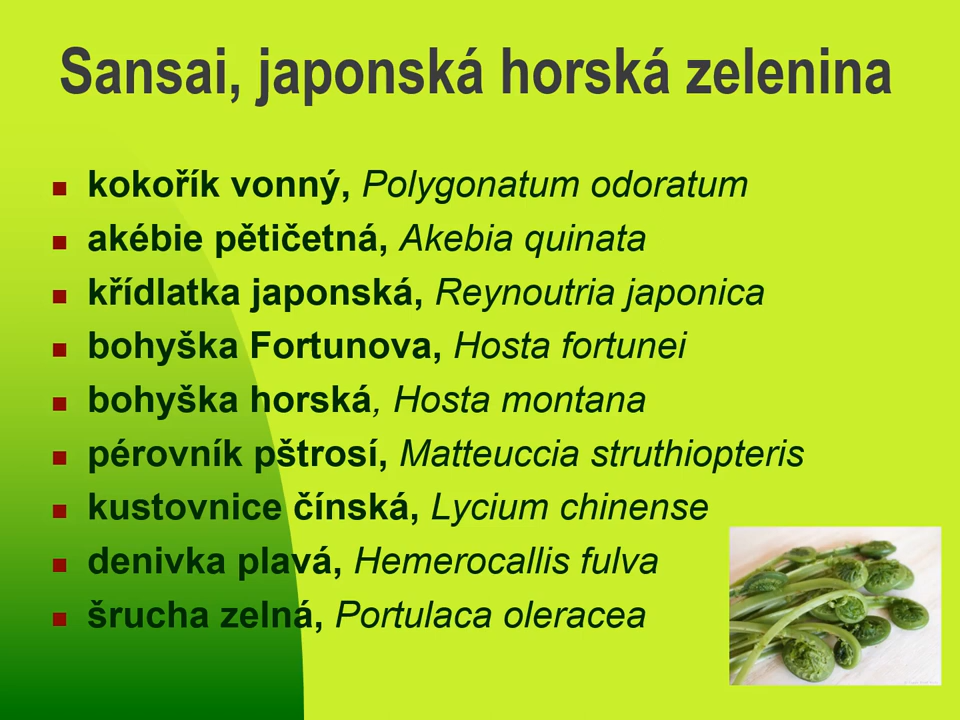 Sansai, japonská horská zelenina
kokořík vonný, Polygonatum odoratum
akébie pětičetná, Akebia quinata
křídlatka japonská, Reynoutria japonica
bohyška Fortunova, Hosta fortunei
bohyška horská, Hosta montana
pérovník pštrosí, Matteuccia struthiopteris
kustovnice čínská, Lycium chinense
denivka plavá, Hemerocallis fulva
šrucha zelná, Portulaca oleracea